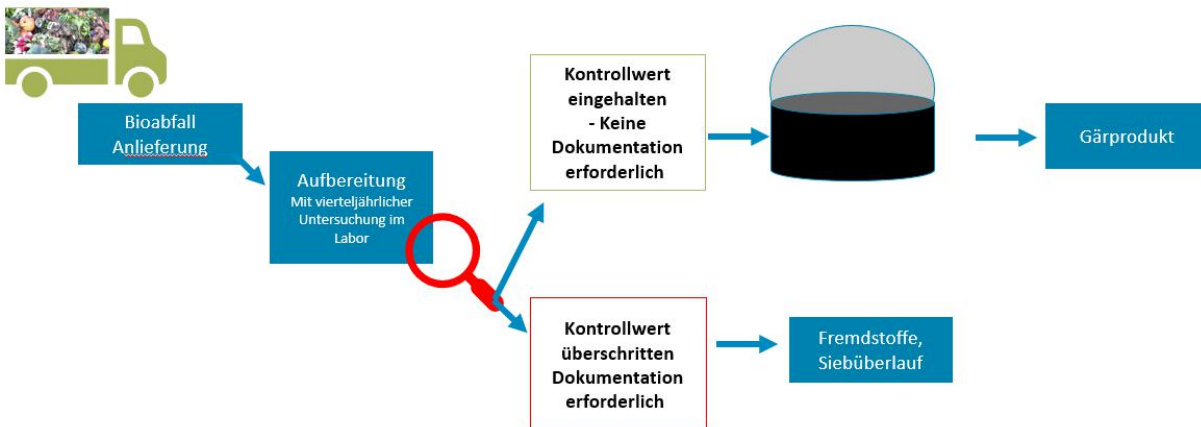 Bioabfall
Anlieferung
Aufbereitung
Mit vierteljährlicher
Untersuchung im
Labor
Kontrollwert
eingehalten
- Keine
Dokumentation
erforderlich
Gärprodukt
Kontrollwert
überschritten
Dokumentation
erforderlich
Fremdstoffe,
Siebüberlauf